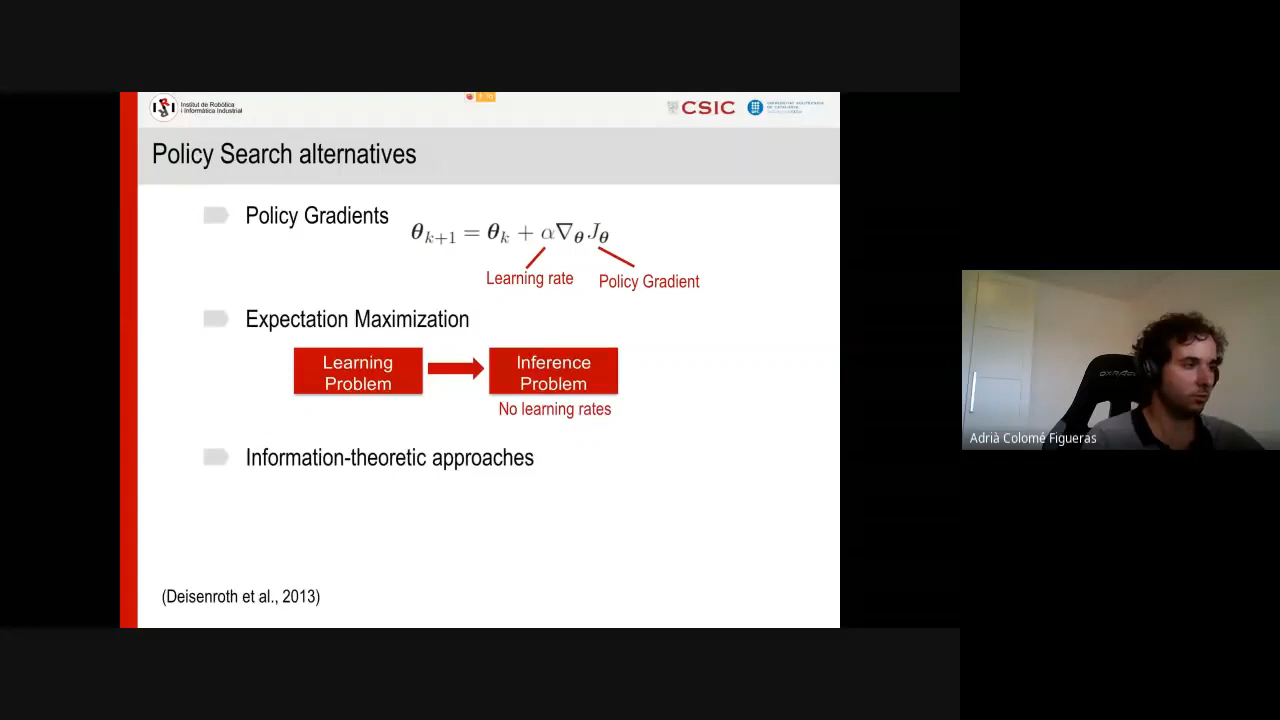 Institut de Robòtica
i Informàtica Industrial
CSIC
Policy Search alternatives
Policy Gradients
θ_{k+1} = θ_k + α∇_θ J_θ
Learning rate
Policy Gradient
Expectation Maximization
Learning
Problem
Inference
Problem
No learning rates
Information-theoretic approaches
(Deisenroth et al., 2013)
Adrià Colomé Figueras